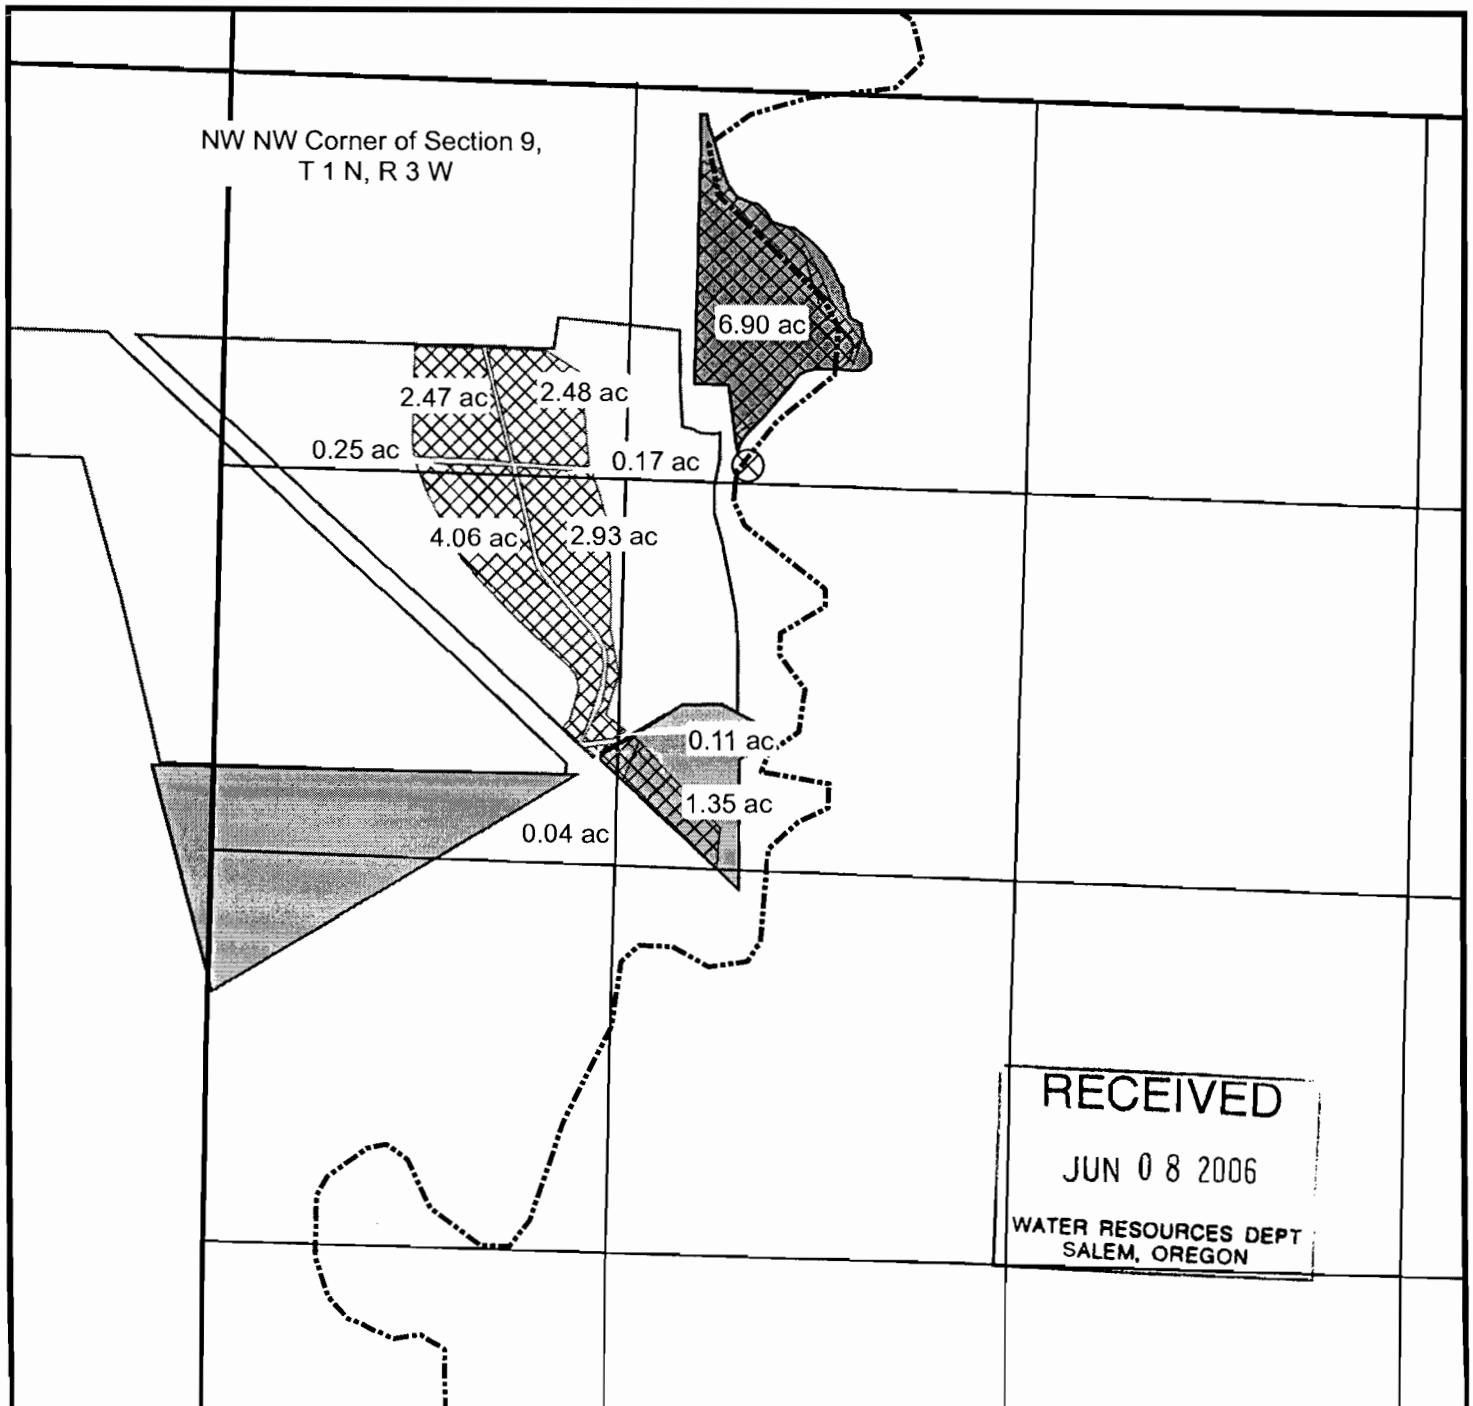 NW NW Corner of Section 9,
T 1 N, R 3 W
6.90 ac
2.47 ac
2.48 ac
0.25 ac
0.17 ac
4.06 ac
2.93 ac
0.11 ac
1.35 ac
0.04 ac
RECEIVED
JUN 08 2006
WATER RESOURCES DEPT
SALEM, OREGON